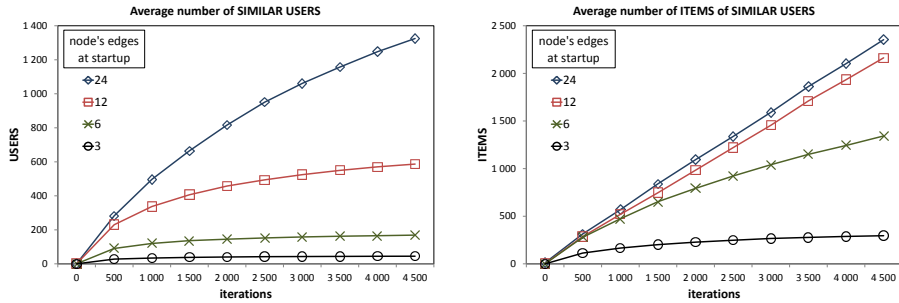 Average number of SIMILAR USERS
1 400
1 200
1 000
800
600
400
200
0
USERS
node's edges
at startup
24
12
6
3
0 500 1 000 1 500 2 000 2 500 3 000 3 500 4 000 4 500
iterations
Average number of ITEMS of SIMILAR USERS
2 500
2 000
1 500
1 000
500
0
ITEMS
node's edges
at startup
24
12
6
3
0 500 1 000 1 500 2 000 2 500 3 000 3 500 4 000 4 500
iterations